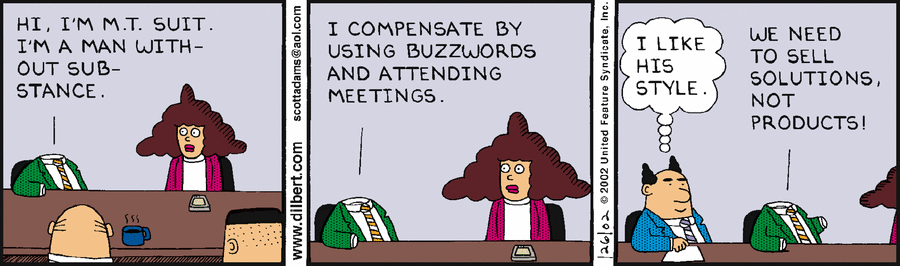 HI, I'M M.T. SUIT.
I'M A MAN WITH-
OUT SUB-
STANCE.
www.dilbert.com
scottadams@aol.com
I COMPENSATE BY
USING BUZZWORDS
AND ATTENDING
MEETINGS.
© 2002 United Feature Syndicate, Inc.
I LIKE
HIS
STYLE.
WE NEED
TO SELL
SOLUTIONS,
NOT
PRODUCTS!